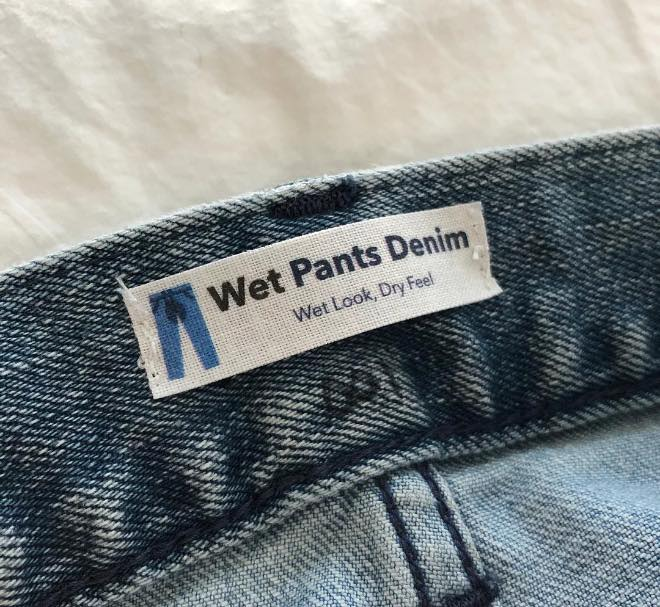 Wet Pants Denim
Wet Look, Dry Feel